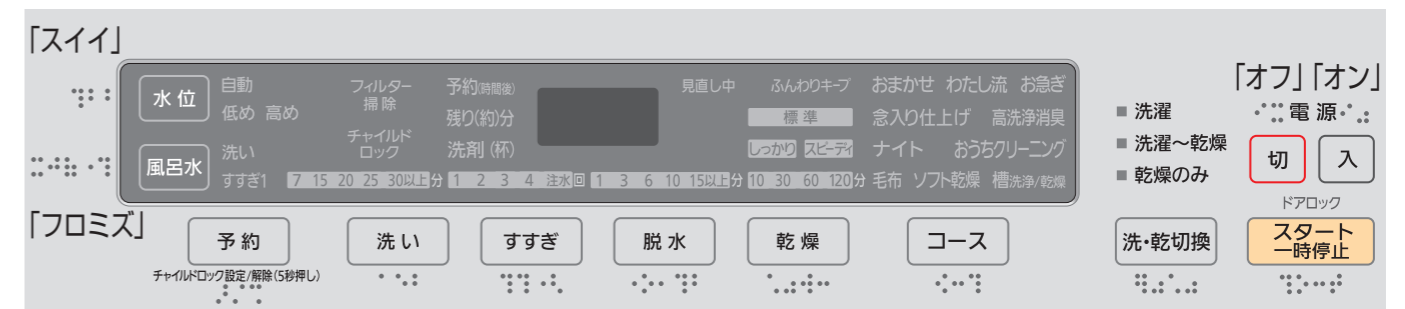 「スイイ」
「オフ」「オン」
水位
自動
低め 高め
フィルター
掃除
チャイルド
ロック
予約(時間後)
残り(約)分
洗剤(杯)
見直し中
ふんわりキープ
標準
しっかり スピーディ
おまかせ わたし流 お急ぎ
念入り仕上げ 高洗浄消臭
ナイト おうちクリーニング
毛布 ソフト乾燥 槽洗浄/乾燥
風呂水
洗い
すすぎ1
7 15 20 25 30以上 分 1 2 3 4 注水 回 1 3 6 10 15以上 分 10 30 60 120 分
■ 洗濯
■ 洗濯〜乾燥
■ 乾燥のみ
電源
切
入
「フロミズ」
予約
チャイルドロック設定/解除(5秒押し)
洗い
すすぎ
脱水
乾燥
コース
洗・乾切換
ドアロック
スタート
一時停止